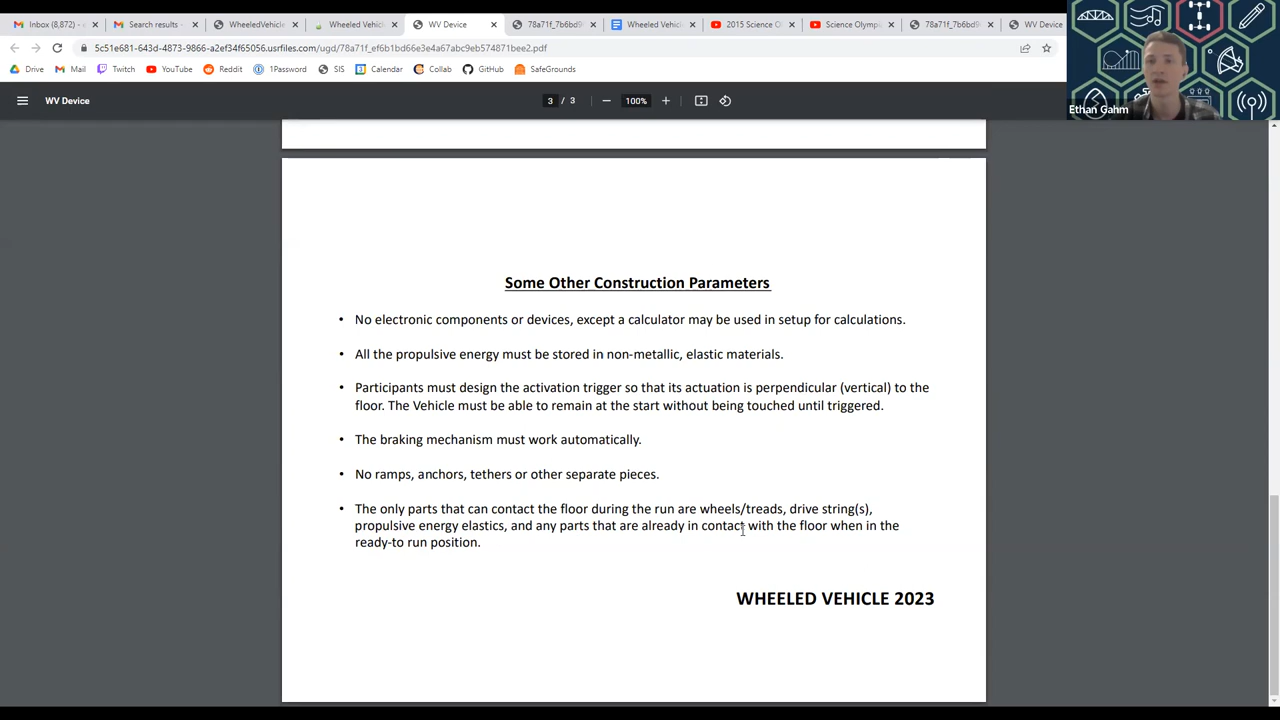 Inbox (8,872) - e
Search results
WheeledVehicle
Wheeled Vehicl
WV Device
78a71f_7b6bd9
Wheeled Vehicl
2015 Science O
Science Olymp
78a71f_7b6bd9
WV Device
5c51e681-643d-4873-9866-a2ef34f65056.usrfiles.com/ugd/78a71f_ef6b1bd66e3e4a67abc9eb574871bee2.pdf
Drive
Mail
Twitch
YouTube
Reddit
1Password
SIS
Calendar
Collab
GitHub
SafeGrounds
Ethan Gahm
WV Device
3 / 3
100%
Some Other Construction Parameters
• No electronic components or devices, except a calculator may be used in setup for calculations.
• All the propulsive energy must be stored in non-metallic, elastic materials.
• Participants must design the activation trigger so that its actuation is perpendicular (vertical) to the
floor. The Vehicle must be able to remain at the start without being touched until triggered.
• The braking mechanism must work automatically.
• No ramps, anchors, tethers or other separate pieces.
• The only parts that can contact the floor during the run are wheels/treads, drive string(s),
propulsive energy elastics, and any parts that are already in contact with the floor when in the
ready-to run position.
WHEELED VEHICLE 2023